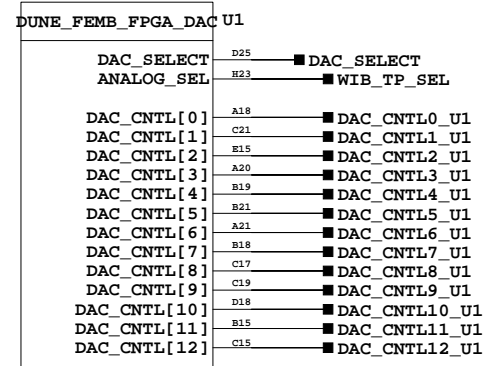 DUNE_FEMB_FPGA_DAC U1
DAC_SELECT D25 DAC_SELECT
ANALOG_SEL H23 WIB_TP_SEL
DAC_CNTL[0] A18 DAC_CNTL0_U1
DAC_CNTL[1] C21 DAC_CNTL1_U1
DAC_CNTL[2] E15 DAC_CNTL2_U1
DAC_CNTL[3] A20 DAC_CNTL3_U1
DAC_CNTL[4] B19 DAC_CNTL4_U1
DAC_CNTL[5] B21 DAC_CNTL5_U1
DAC_CNTL[6] A21 DAC_CNTL6_U1
DAC_CNTL[7] B18 DAC_CNTL7_U1
DAC_CNTL[8] C17 DAC_CNTL8_U1
DAC_CNTL[9] C19 DAC_CNTL9_U1
DAC_CNTL[10] D18 DAC_CNTL10_U1
DAC_CNTL[11] B15 DAC_CNTL11_U1
DAC_CNTL[12] C15 DAC_CNTL12_U1